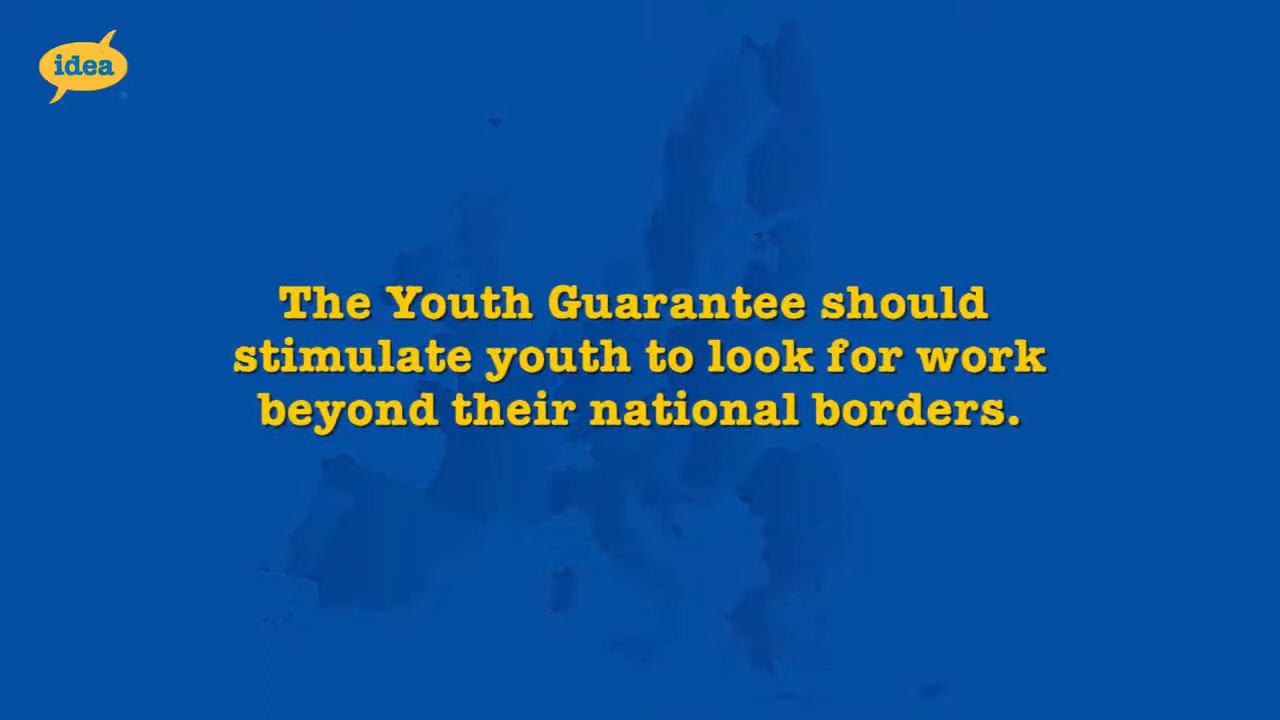 idea
The Youth Guarantee should
stimulate youth to look for work
beyond their national borders.